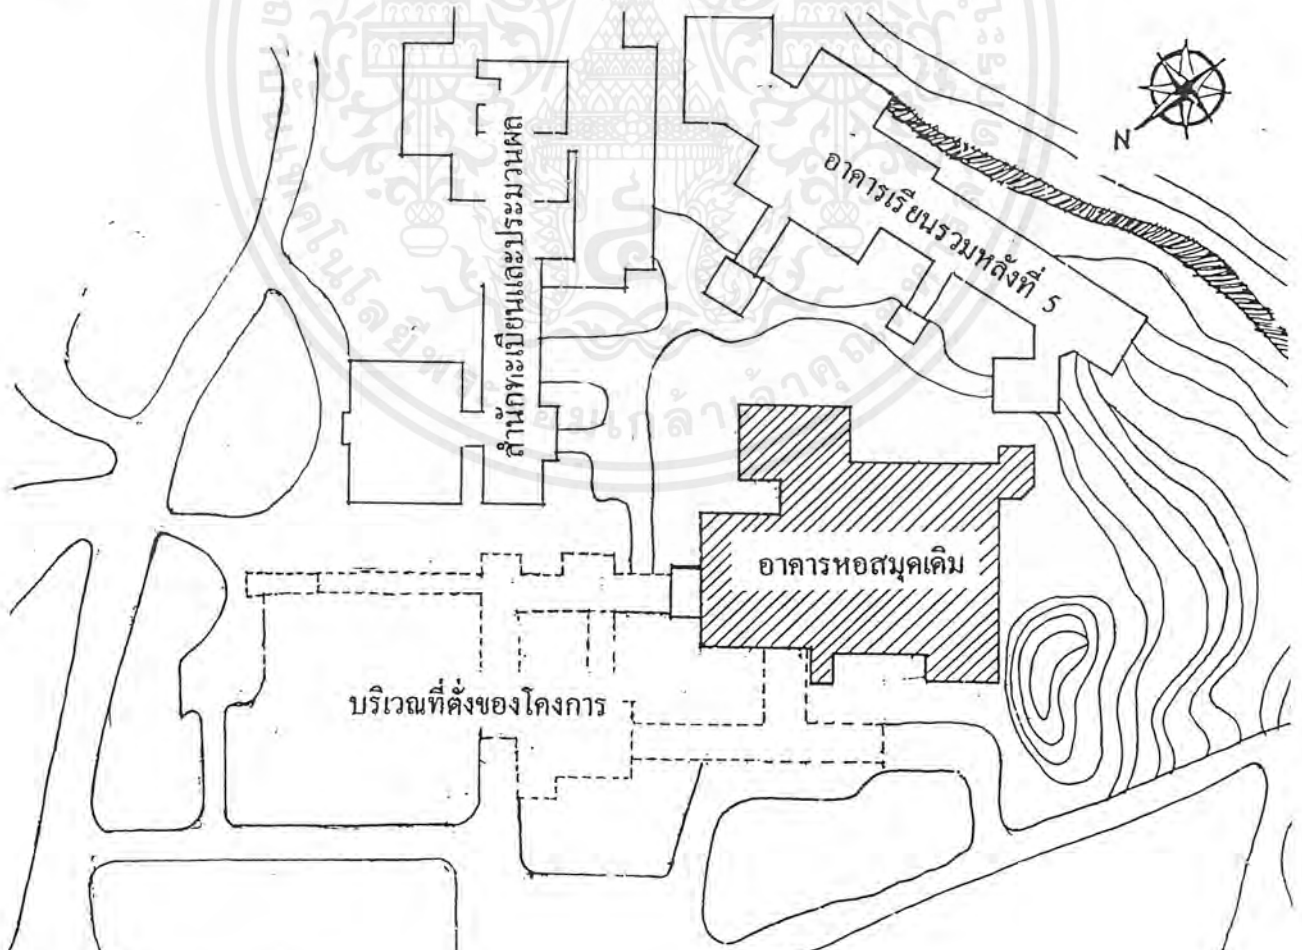 N
อาคารเรียนรวมหลังที่ 5
สำนักทะเบียนและประมวนผล
อาคารหอสมุดเดิม
บริเวณที่ตั้งของโครงการ